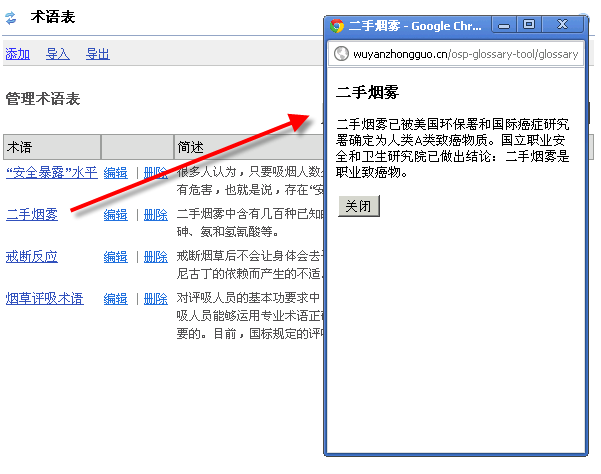 术语表
添加 导入 导出
管理术语表
术语 简述
“安全暴露”水平 编辑 | 删除 很多人认为，只要吸烟人数
有危害，也就是说，存在“安
二手烟雾 编辑 | 删除 二手烟雾中含有几百种已知的
砷、氨和氢氰酸等。
戒断反应 编辑 | 删除 戒断烟草后不会让身体会去
尼古丁的依赖而产生的不适。
烟草评吸术语 编辑 | 删除 对评吸人员的基本功要求中
吸人员能够运用专业术语正确
要的。目前，国标规定的评吸
二手烟雾 - Google Chr...
wuyanzhongguo.cn/osp-glossary-tool/glossary
二手烟雾
二手烟雾已被美国环保署和国际癌症研究
署确定为人类A类致癌物质。国立职业安
全和卫生研究院已做出结论：二手烟雾是
职业致癌物。
关闭